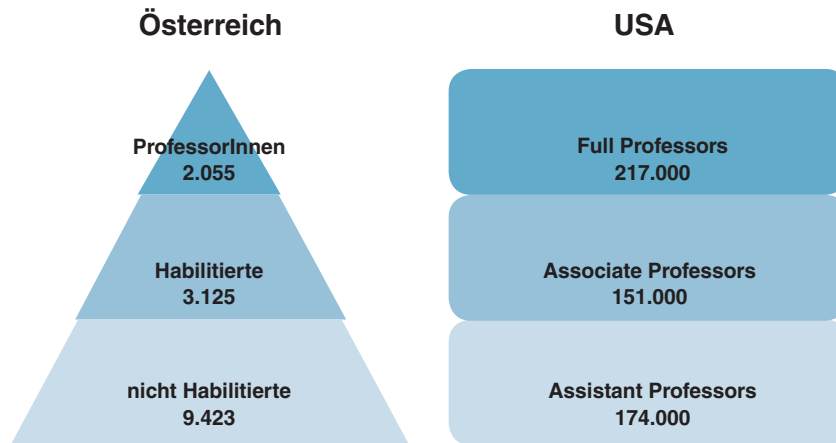 Österreich
ProfessorInnen
2.055
Habilitierte
3.125
nicht Habilitierte
9.423
USA
Full Professors
217.000
Associate Professors
151.000
Assistant Professors
174.000